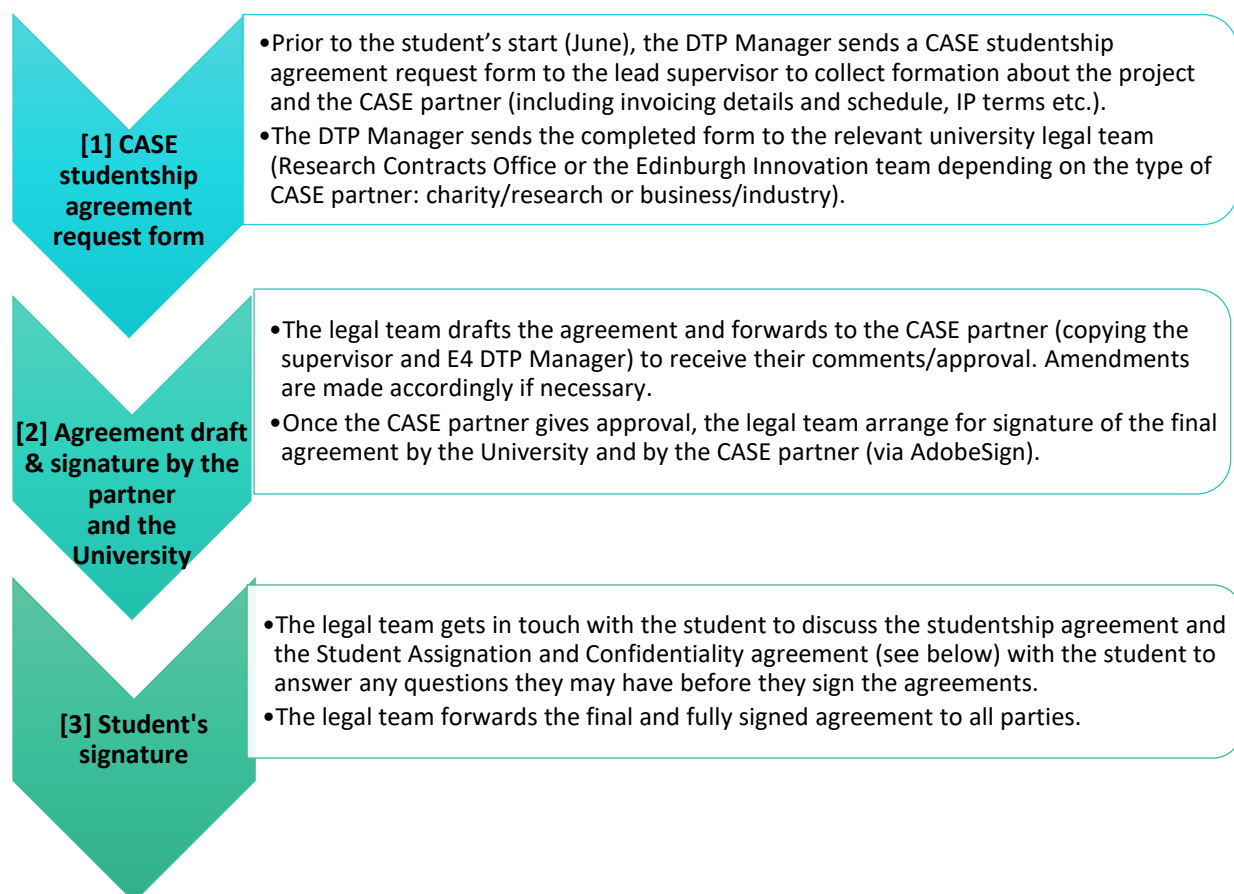 [1] CASE
studentship
agreement
request form
•Prior to the student’s start (June), the DTP Manager sends a CASE studentship
agreement request form to the lead supervisor to collect formation about the project
and the CASE partner (including invoicing details and schedule, IP terms etc.).
•The DTP Manager sends the completed form to the relevant university legal team
(Research Contracts Office or the Edinburgh Innovation team depending on the type of
CASE partner: charity/research or business/industry).
[2] Agreement draft
& signature by the
partner
and the
University
•The legal team drafts the agreement and forwards to the CASE partner (copying the
supervisor and E4 DTP Manager) to receive their comments/approval. Amendments
are made accordingly if necessary.
•Once the CASE partner gives approval, the legal team arrange for signature of the final
agreement by the University and by the CASE partner (via AdobeSign).
[3] Student's
signature
•The legal team gets in touch with the student to discuss the studentship agreement and
the Student Assignation and Confidentiality agreement (see below) with the student to
answer any questions they may have before they sign the agreements.
•The legal team forwards the final and fully signed agreement to all parties.